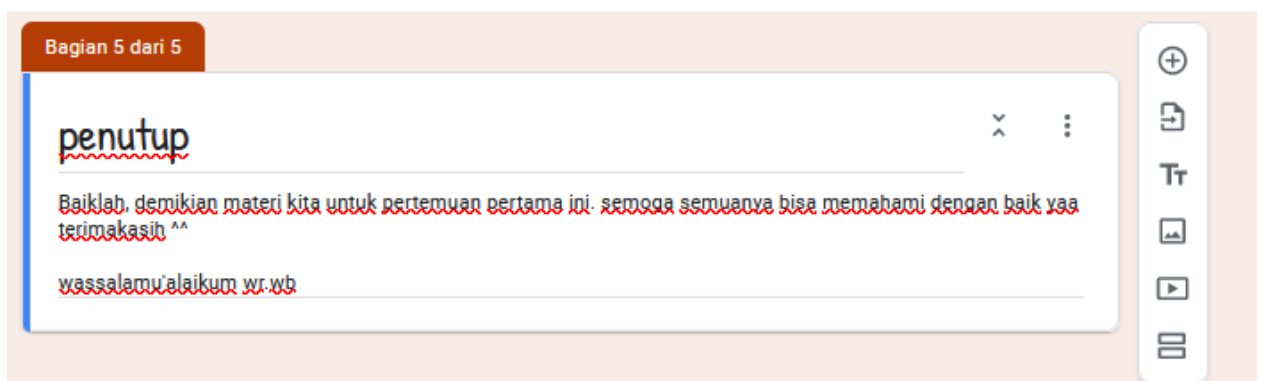 Bagian 5 dari 5
penutup
Baiklah, demikian materi kita untuk pertemuan pertama ini. semoga semuanya bisa memahami dengan baik yaa
terimakasih ^^
wassalamu'alaikum wr.wb
Tт